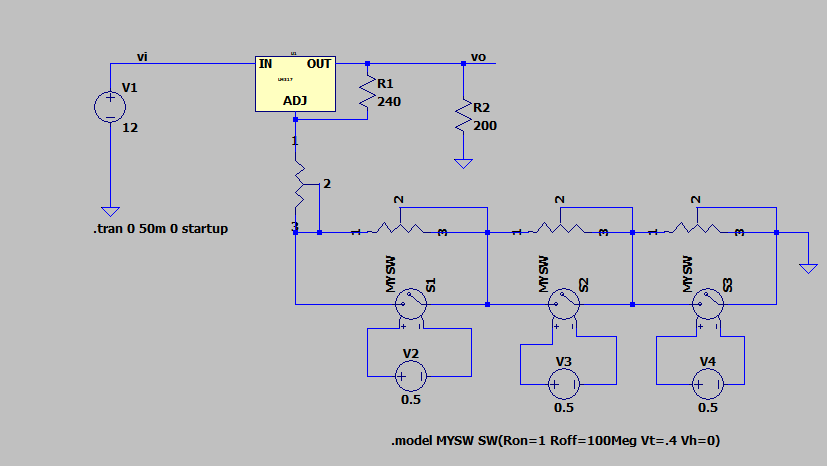 vi
U1
vo
IN OUT
LM317
ADJ
V1
12
R1
240
R2
200
1
2
3
.tran 0 50m 0 startup
1
2
3
1
2
3
1
2
3
MYSW
S1
MYSW
S2
MYSW
S3
V2
0.5
V3
0.5
V4
0.5
.model MYSW SW(Ron=1 Roff=100Meg Vt=.4 Vh=0)